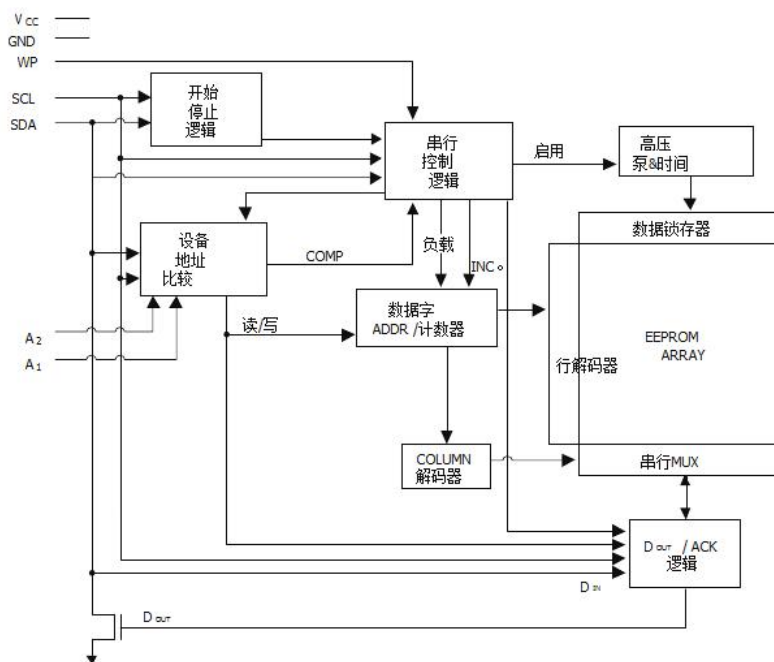 VCC
GND
WP
SCL
SDA
开始
停止
逻辑
串行
控制
逻辑
启用
高压
泵&时间
数据锁存器
设备
地址
比较
COMP
负载
INC。
A2
A1
读/写
数据字
ADDR /计数器
行解码器
EEPROM
ARRAY
COLUMN
解码器
串行MUX
DOUT / ACK
逻辑
DIN
DOUT